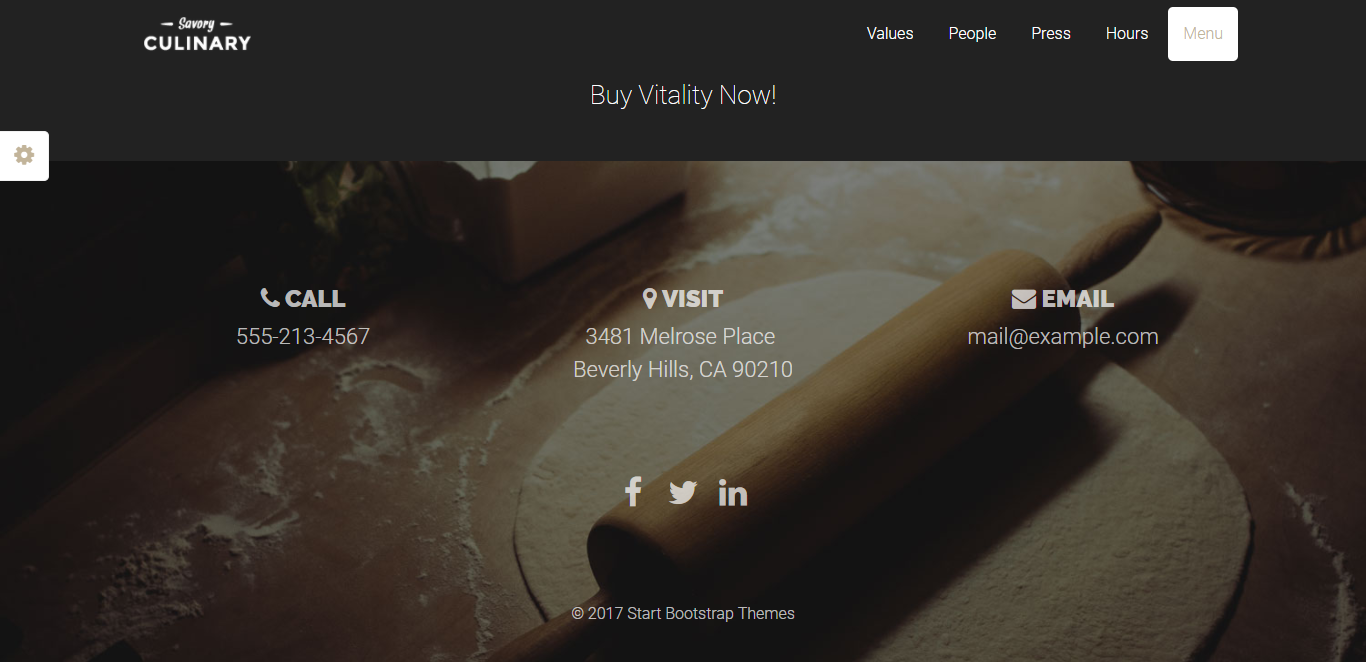 Savory
CULINARY
Values People Press Hours Menu
Buy Vitality Now!
CALL
555-213-4567
VISIT
3481 Melrose Place
Beverly Hills, CA 90210
EMAIL
mail@example.com
© 2017 Start Bootstrap Themes